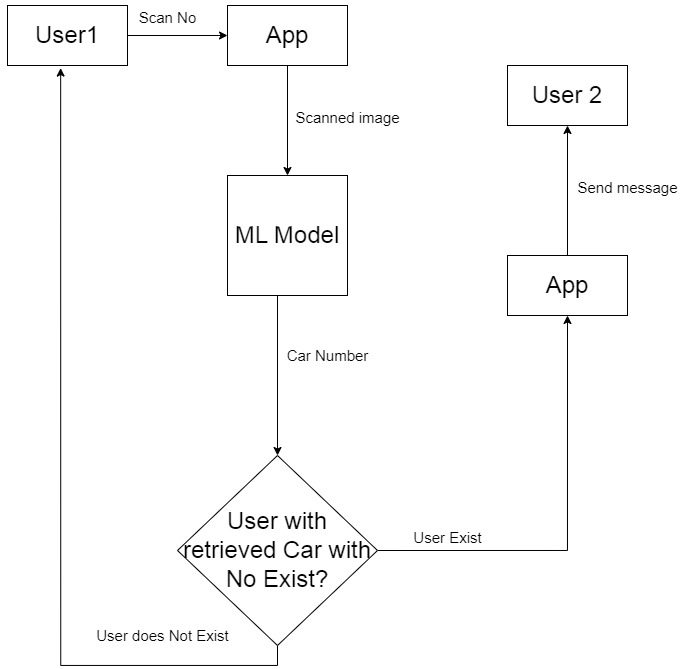 User1
Scan No
App
Scanned image
User 2
Send message
ML Model
App
Car Number
User with
retrieved Car with
No Exist?
User Exist
User does Not Exist